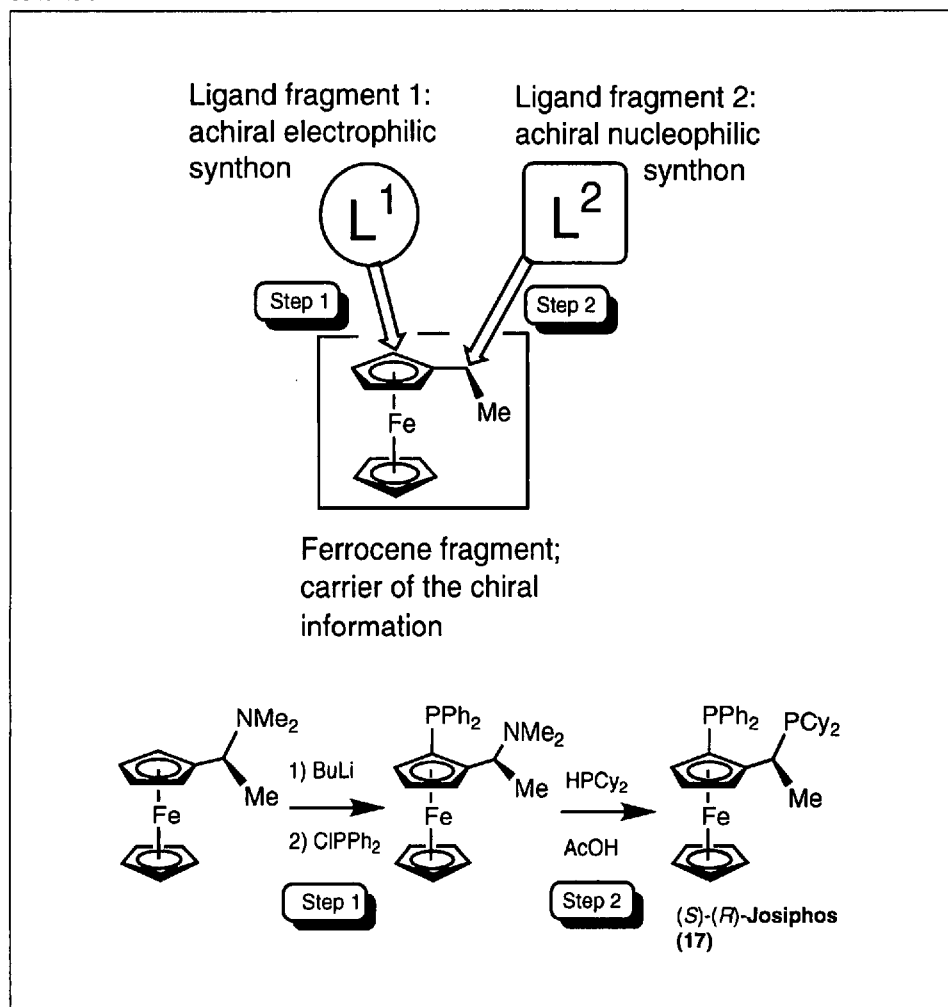 Ligand fragment 1:
achiral electrophilic
synthon
Ligand fragment 2:
achiral nucleophilic
synthon
L1
L2
Step 1
Step 2
Me
Fe
Ferrocene fragment;
carrier of the chiral
information
NMe2
Me
Fe
1) BuLi
2) ClPPh2
Step 1
PPh2
NMe2
Me
Fe
HPCy2
AcOH
Step 2
PPh2
PCy2
Me
Fe
(S)-(R)-Josiphos
(17)